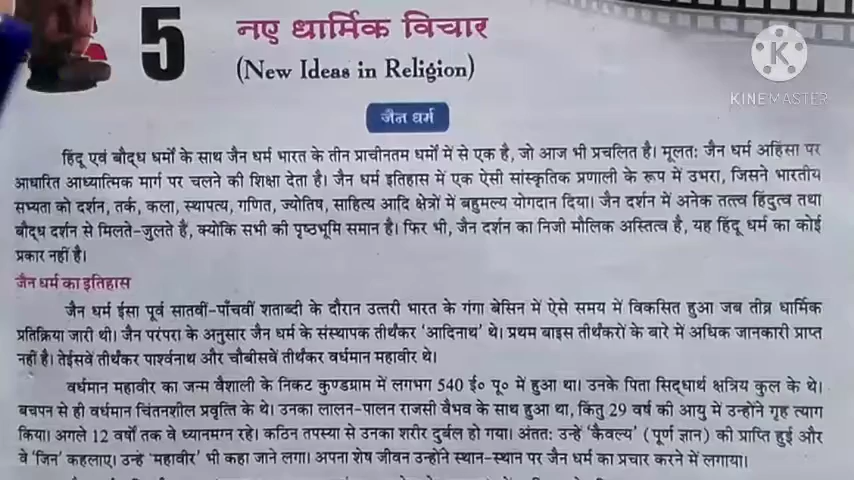 5
नए धार्मिक विचार
(New Ideas in Religion)
KINEMASTER
जैन धर्म
हिंदू एवं बौद्ध धर्मों के साथ जैन धर्म भारत के तीन प्राचीनतम धर्मों में से एक है, जो आज भी प्रचलित है। मूलतः जैन धर्म अहिंसा पर
आधारित आध्यात्मिक मार्ग पर चलने की शिक्षा देता है। जैन धर्म इतिहास में एक ऐसी सांस्कृतिक प्रणाली के रूप में उभरा, जिसने भारतीय
सभ्यता को दर्शन, तर्क, कला, स्थापत्य, गणित, ज्योतिष, साहित्य आदि क्षेत्रों में बहुमल्य योगदान दिया। जैन दर्शन में अनेक तत्त्व हिंदुत्व तथा
बौद्ध दर्शन से मिलते-जुलते हैं, क्योंकि सभी की पृष्ठभूमि समान है। फिर भी, जैन दर्शन का निजी मौलिक अस्तित्व है, यह हिंदू धर्म का कोई
प्रकार नहीं है।
जैन धर्म का इतिहास
जैन धर्म ईसा पूर्व सातवीं-पाँचवीं शताब्दी के दौरान उत्तरी भारत के गंगा बेसिन में ऐसे समय में विकसित हुआ जब तीव्र धार्मिक
प्रतिक्रिया जारी थी। जैन परंपरा के अनुसार जैन धर्म के संस्थापक तीर्थंकर 'आदिनाथ' थे। प्रथम बाइस तीर्थंकरों के बारे में अधिक जानकारी प्राप्त
नहीं है। तेईसवें तीर्थंकर पार्श्वनाथ और चौबीसवें तीर्थंकर वर्धमान महावीर थे।
वर्धमान महावीर का जन्म वैशाली के निकट कुण्डग्राम में लगभग 540 ई० पू० में हुआ था। उनके पिता सिद्धार्थ क्षत्रिय कुल के थे।
बचपन से ही वर्धमान चिंतनशील प्रवृत्ति के थे। उनका लालन-पालन राजसी वैभव के साथ हुआ था, किंतु 29 वर्ष की आयु में उन्होंने गृह त्याग
किया। अगले 12 वर्षों तक वे ध्यानमग्न रहे। कठिन तपस्या से उनका शरीर दुर्बल हो गया। अंततः उन्हें 'कैवल्य' (पूर्ण ज्ञान) की प्राप्ति हुई और
वे 'जिन' कहलाए। उन्हें 'महावीर' भी कहा जाने लगा। अपना शेष जीवन उन्होंने स्थान-स्थान पर जैन धर्म का प्रचार करने में लगाया।